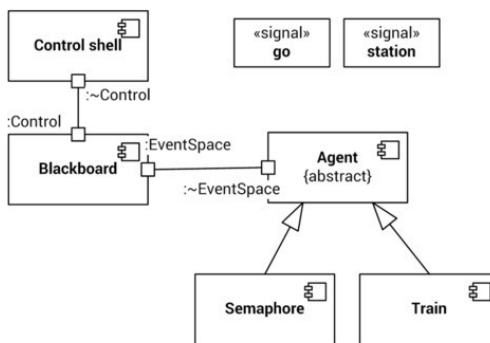 Control shell
«signal»
go
«signal»
station
:~Control
:Control
Blackboard
:EventSpace
:~EventSpace
Agent
{abstract}
Semaphore
Train